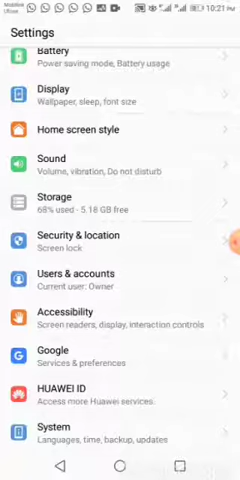 10:21 PM
Settings
Battery
Power saving mode, Battery usage
Display
Wallpaper, sleep, font size
Home screen style
Sound
Volume, vibration, Do not disturb
Storage
68% used - 5.18 GB free
Security & location
Screen lock
Users & accounts
Current user: Owner
Accessibility
Screen readers, display, interaction controls
Google
Services & preferences
HUAWEI ID
Access more Huawei services.
System
Languages, time, backup, updates